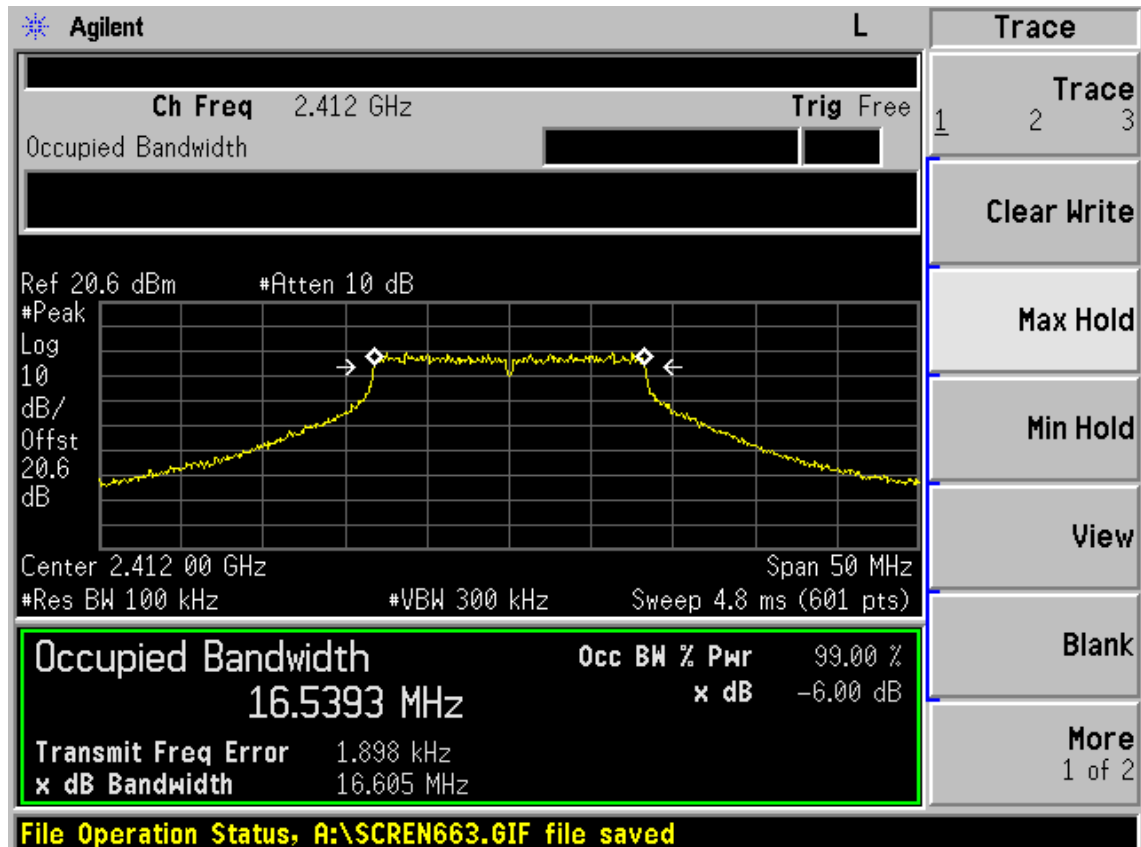 Agilent L
Ch Freq 2.412 GHz Trig Free
Occupied Bandwidth
Ref 20.6 dBm #Atten 10 dB
#Peak
Log
10
dB/
Offst
20.6
dB
Center 2.412 00 GHz Span 50 MHz
#Res BW 100 kHz #VBW 300 kHz Sweep 4.8 ms (601 pts)
Occupied Bandwidth Occ BW % Pwr 99.00 %
16.5393 MHz x dB -6.00 dB
Transmit Freq Error 1.898 kHz
x dB Bandwidth 16.605 MHz
File Operation Status, A:\SCREN663.GIF file saved
Trace
Trace
1 2 3
Clear Write
Max Hold
Min Hold
View
Blank
More
1 of 2